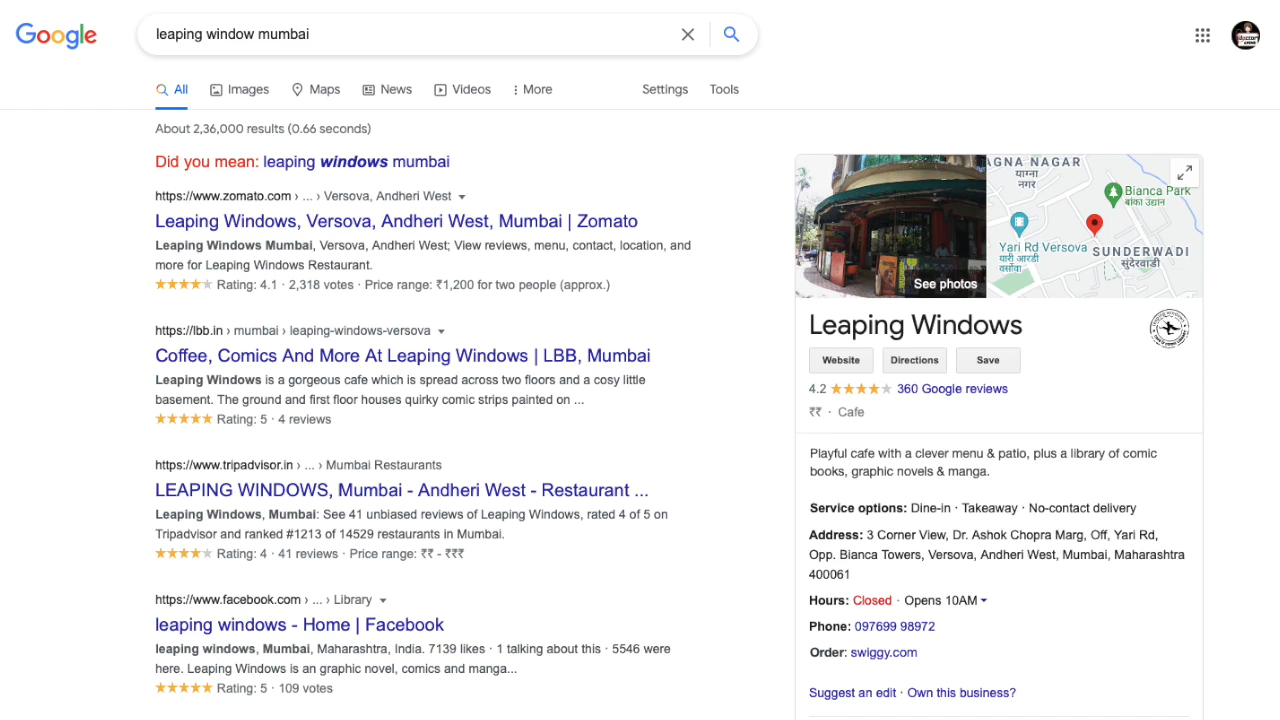 Google
leaping window mumbai
All Images Maps News Videos More Settings Tools
About 2,36,000 results (0.66 seconds)
Did you mean: leaping windows mumbai
https://www.zomato.com › ... › Versova, Andheri West
Leaping Windows, Versova, Andheri West, Mumbai | Zomato
Leaping Windows Mumbai, Versova, Andheri West; View reviews, menu, contact, location, and
more for Leaping Windows Restaurant.
Rating: 4.1 · 2,318 votes · Price range: ₹1,200 for two people (approx.)
https://lbb.in › mumbai › leaping-windows-versova
Coffee, Comics And More At Leaping Windows | LBB, Mumbai
Leaping Windows is a gorgeous cafe which is spread across two floors and a cosy little
basement. The ground and first floor houses quirky comic strips painted on ...
Rating: 5 · 4 reviews
https://www.tripadvisor.in › ... › Mumbai Restaurants
LEAPING WINDOWS, Mumbai - Andheri West - Restaurant ...
Leaping Windows, Mumbai: See 41 unbiased reviews of Leaping Windows, rated 4 of 5 on
Tripadvisor and ranked #1213 of 14529 restaurants in Mumbai.
Rating: 4 · 41 reviews · Price range: ₹₹ - ₹₹₹
https://www.facebook.com › ... › Library
leaping windows - Home | Facebook
leaping windows, Mumbai, Maharashtra, India. 7139 likes · 1 talking about this · 5546 were
here. Leaping Windows is an graphic novel, comics and manga...
Rating: 5 · 109 votes
See photos
AGNA NAGAR
याग्ना
नगर
Bianca Park
बांका उद्यान
Yari Rd Versova
यारी आरडी
वर्सोवा
SUNDERWADI
सुंदेरवाडी
Leaping Windows
Website Directions Save
4.2 360 Google reviews
₹₹ · Cafe
Playful cafe with a clever menu & patio, plus a library of comic
books, graphic novels & manga.
Service options: Dine-in · Takeaway · No-contact delivery
Address: 3 Corner View, Dr. Ashok Chopra Marg, Off, Yari Rd,
Opp. Bianca Towers, Versova, Andheri West, Mumbai, Maharashtra
400061
Hours: Closed · Opens 10AM
Phone: 097699 98972
Order: swiggy.com
Suggest an edit · Own this business?